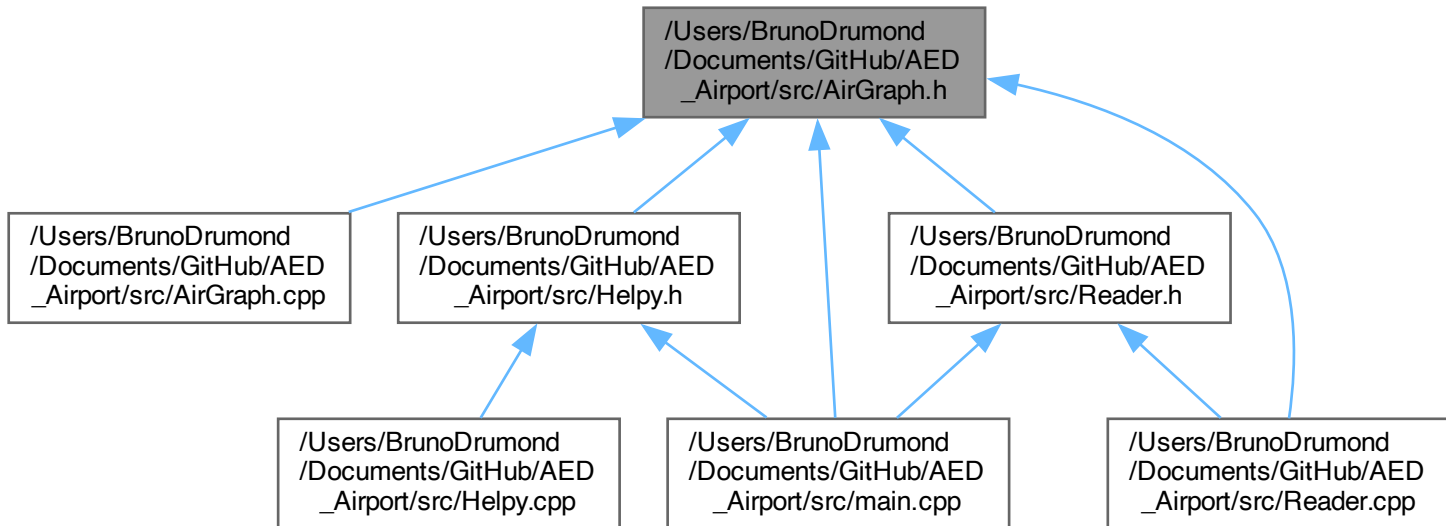 /Users/BrunoDrumond
/Documents/GitHub/AED
_Airport/src/AirGraph.h
/Users/BrunoDrumond
/Documents/GitHub/AED
_Airport/src/AirGraph.cpp
/Users/BrunoDrumond
/Documents/GitHub/AED
_Airport/src/Helpy.h
/Users/BrunoDrumond
/Documents/GitHub/AED
_Airport/src/Reader.h
/Users/BrunoDrumond
/Documents/GitHub/AED
_Airport/src/Helpy.cpp
/Users/BrunoDrumond
/Documents/GitHub/AED
_Airport/src/main.cpp
/Users/BrunoDrumond
/Documents/GitHub/AED
_Airport/src/Reader.cpp